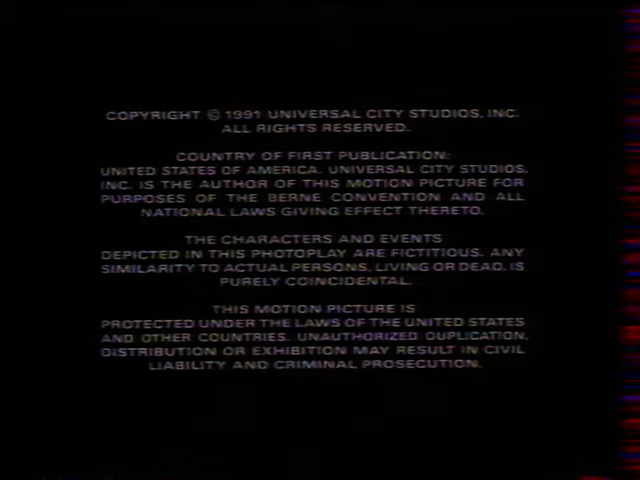 COPYRIGHT © 1991 UNIVERSAL CITY STUDIOS, INC.
ALL RIGHTS RESERVED.
COUNTRY OF FIRST PUBLICATION:
UNITED STATES OF AMERICA. UNIVERSAL CITY STUDIOS,
INC. IS THE AUTHOR OF THIS MOTION PICTURE FOR
PURPOSES OF THE BERNE CONVENTION AND ALL
NATIONAL LAWS GIVING EFFECT THERETO.
THE CHARACTERS AND EVENTS
DEPICTED IN THIS PHOTOPLAY ARE FICTITIOUS. ANY
SIMILARITY TO ACTUAL PERSONS, LIVING OR DEAD, IS
PURELY COINCIDENTAL.
THIS MOTION PICTURE IS
PROTECTED UNDER THE LAWS OF THE UNITED STATES
AND OTHER COUNTRIES. UNAUTHORIZED DUPLICATION,
DISTRIBUTION OR EXHIBITION MAY RESULT IN CIVIL
LIABILITY AND CRIMINAL PROSECUTION.